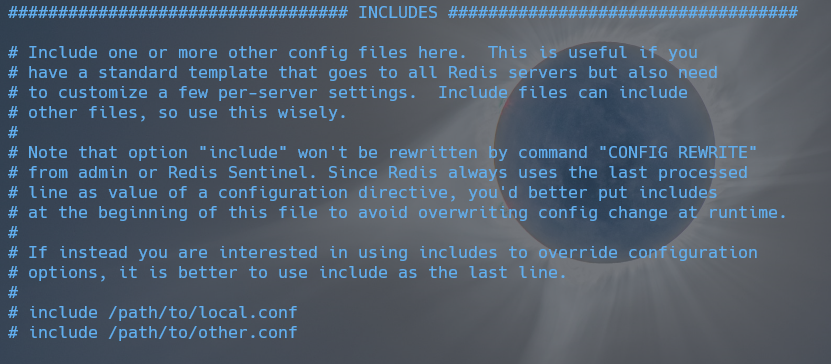 ################################## INCLUDES ###################################
# Include one or more other config files here.  This is useful if you
# have a standard template that goes to all Redis servers but also need
# to customize a few per-server settings.  Include files can include
# other files, so use this wisely.
#
# Note that option "include" won't be rewritten by command "CONFIG REWRITE"
# from admin or Redis Sentinel. Since Redis always uses the last processed
# line as value of a configuration directive, you'd better put includes
# at the beginning of this file to avoid overwriting config change at runtime.
#
# If instead you are interested in using includes to override configuration
# options, it is better to use include as the last line.
#
# include /path/to/local.conf
# include /path/to/other.conf